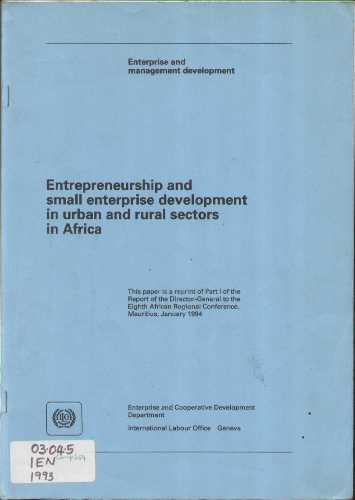 Enterprise and
management development
Entrepreneurship and
small enterprise development
in urban and rural sectors
in Africa
This paper is a reprint of Part I of the
Report of the Director-General to the
Eighth African Regional Conference,
Mauritius, January 1994
Enterprise and Cooperative Development
Department
International Labour Office Geneva
03.04.5
IEN
1993